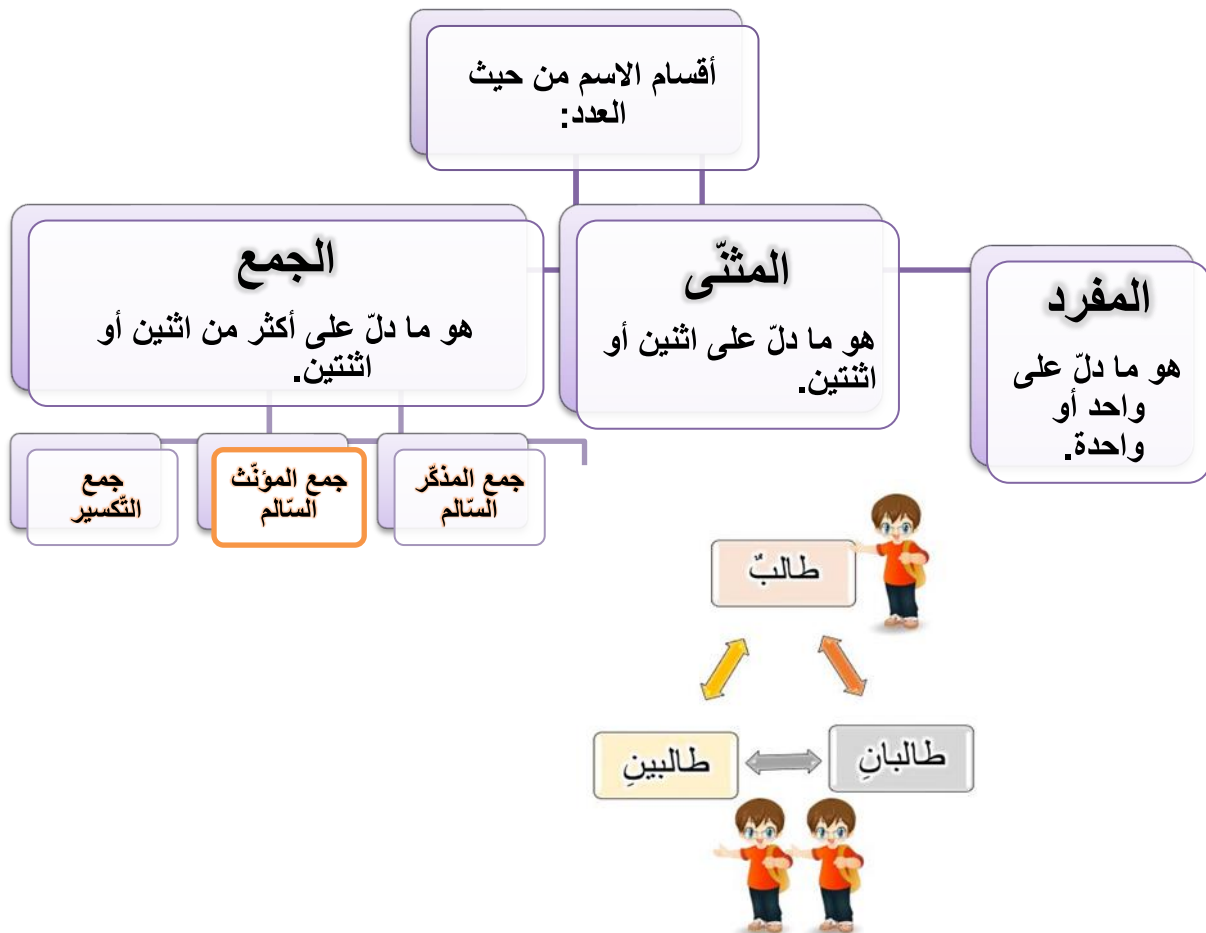 أقسام الاسم من حيث
العدد:
المفرد
هو ما دلّ على
واحد أو
واحدة.
المثنّى
هو ما دلّ على اثنين أو
اثنتين.
الجمع
هو ما دلّ على أكثر من اثنين أو
اثنتين.
جمع المذكّر
السّالم
جمع المؤنّث
السّالم
جمع
التّكسير
طالبٌ
طالبانِ
طالبينِ